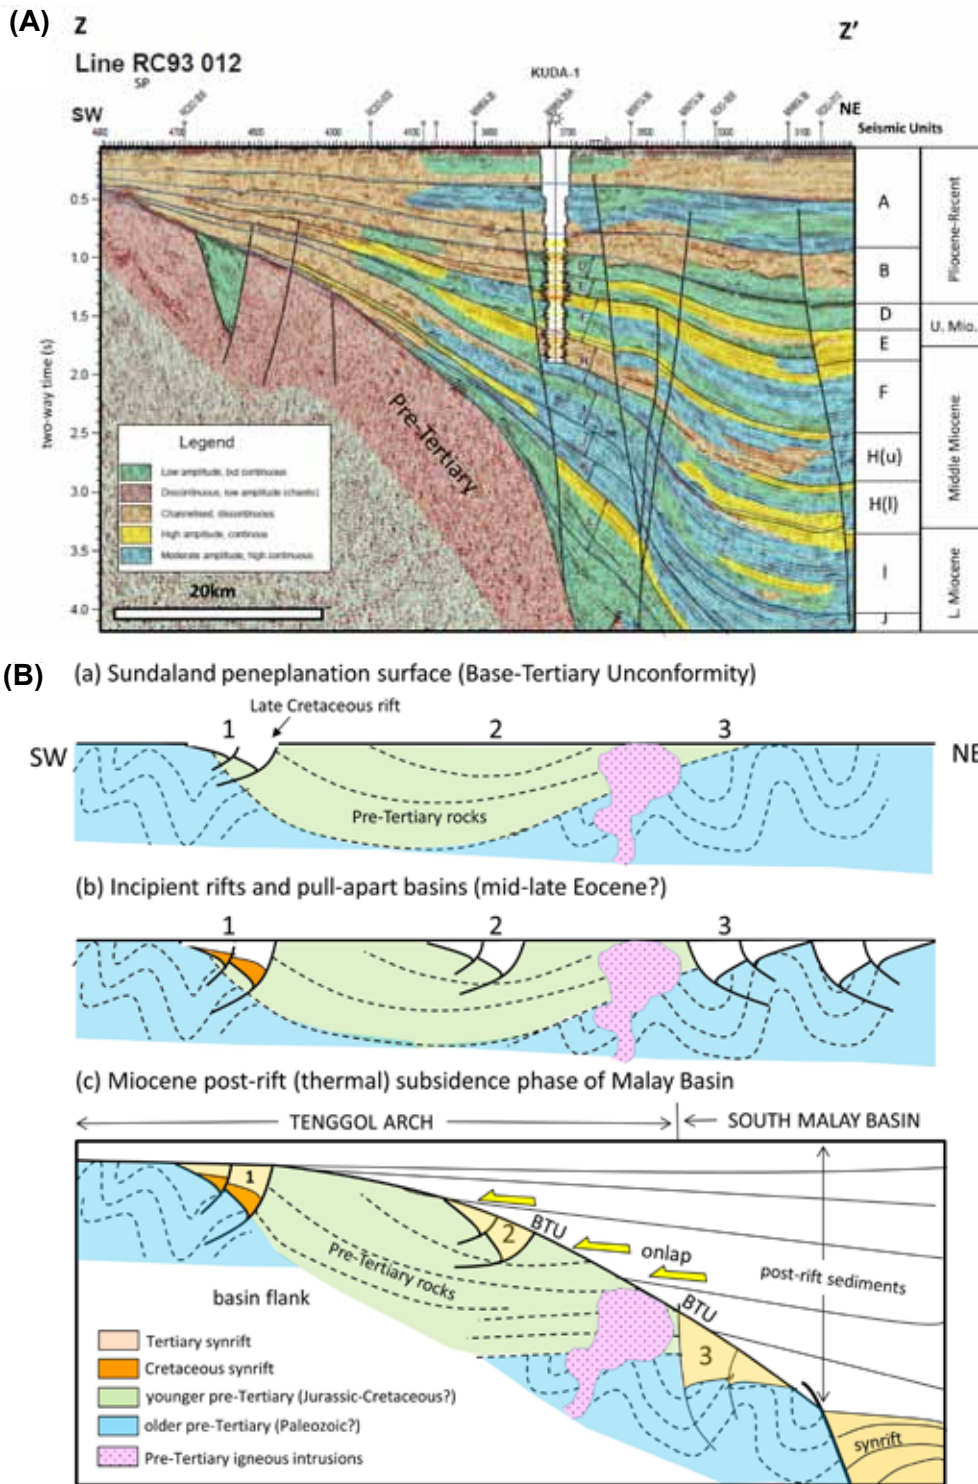 (A)
Z
Z'
Line RC93 012
SP
KUDA-1
SW
NE
Seismic Units
0.5
1.0
1.5
2.0
2.5
3.0
3.5
4.0
two-way time (s)
Pre-Tertiary
Legend
Low amplitude, but continuous
Discontinuous, low amplitude (chaotic)
Channelised, discontinuous
High amplitude, continous
Moderate amplitude, high continuous
20km
A
B
D
E
F
H(u)
H(l)
I
J
Pliocene-Recent
U. Mio.
Middle Miocene
L. Miocene
(B)
(a) Sundaland peneplanation surface (Base-Tertiary Unconformity)
Late Cretaceous rift
1
2
3
SW
NE
Pre-Tertiary rocks
(b) Incipient rifts and pull-apart basins (mid-late Eocene?)
1
2
3
(c) Miocene post-rift (thermal) subsidence phase of Malay Basin
TENGGOL ARCH
SOUTH MALAY BASIN
1
2
BTU
onlap
Pre-Tertiary rocks
post-rift sediments
basin flank
BTU
3
synrift
Tertiary synrift
Cretaceous synrift
younger pre-Tertiary (Jurassic-Cretaceous?)
older pre-Tertiary (Paleozoic?)
Pre-Tertiary igneous intrusions